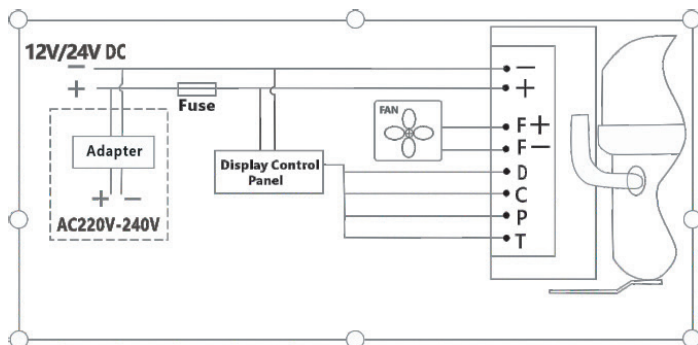 12V/24V DC
−
+
Fuse
Adapter
+ −
AC220V-240V
Display Control
Panel
FAN
−
+
F+
F−
D
C
P
T